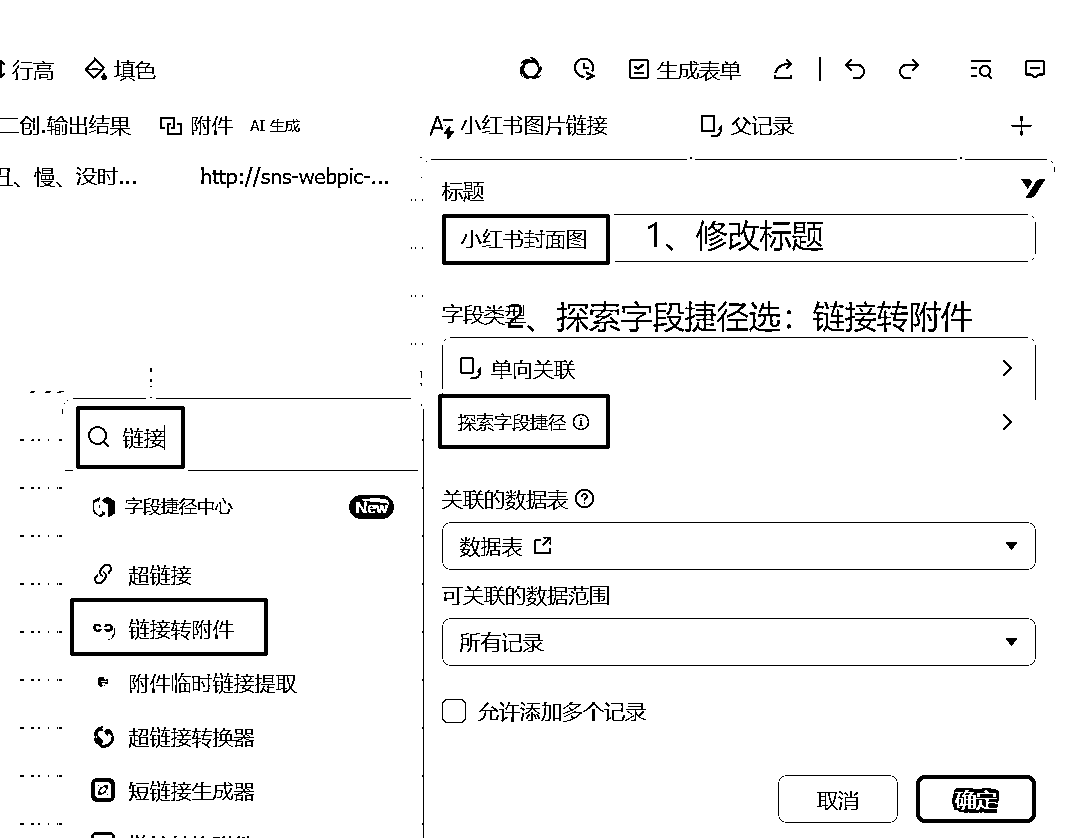 行高 填色 生成表单
二创.输出结果 附件 AI 生成 小红书图片链接 父记录
、慢、没时... http://sns-webpic-...
标题
小红书封面图 1、修改标题
字段类型
2、探索字段捷径选：链接转附件
单向关联
探索字段捷径
链接
字段捷径中心 New
超链接
链接转附件
附件临时链接提取
超链接转换器
短链接生成器
关联的数据表
数据表
可关联的数据范围
所有记录
允许添加多个记录
取消 确定